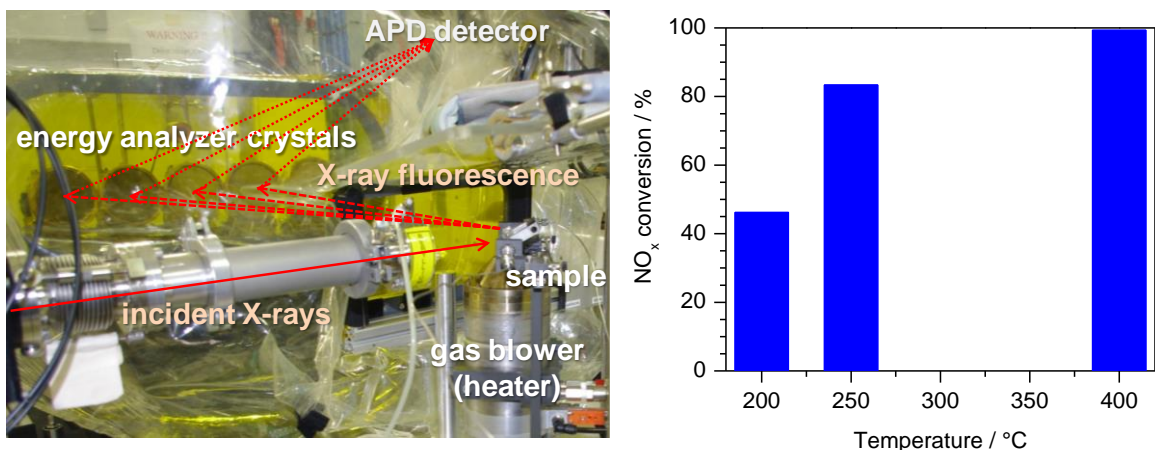 WARNING
APD detector
energy analyzer crystals
X-ray fluorescence
sample
incident X-rays
gas blower
(heater)
NOx conversion / %
100
80
60
40
20
0
200 250 300 350 400
Temperature / °C